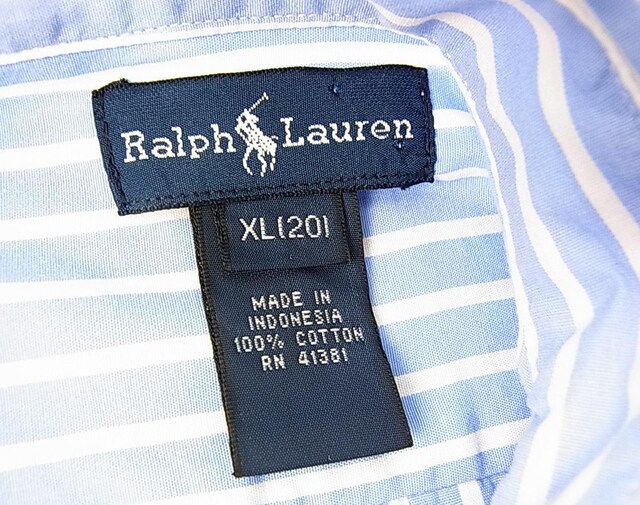 Ralph Lauren
XL(20)
MADE IN
INDONESIA
100% COTTON
RN 41381